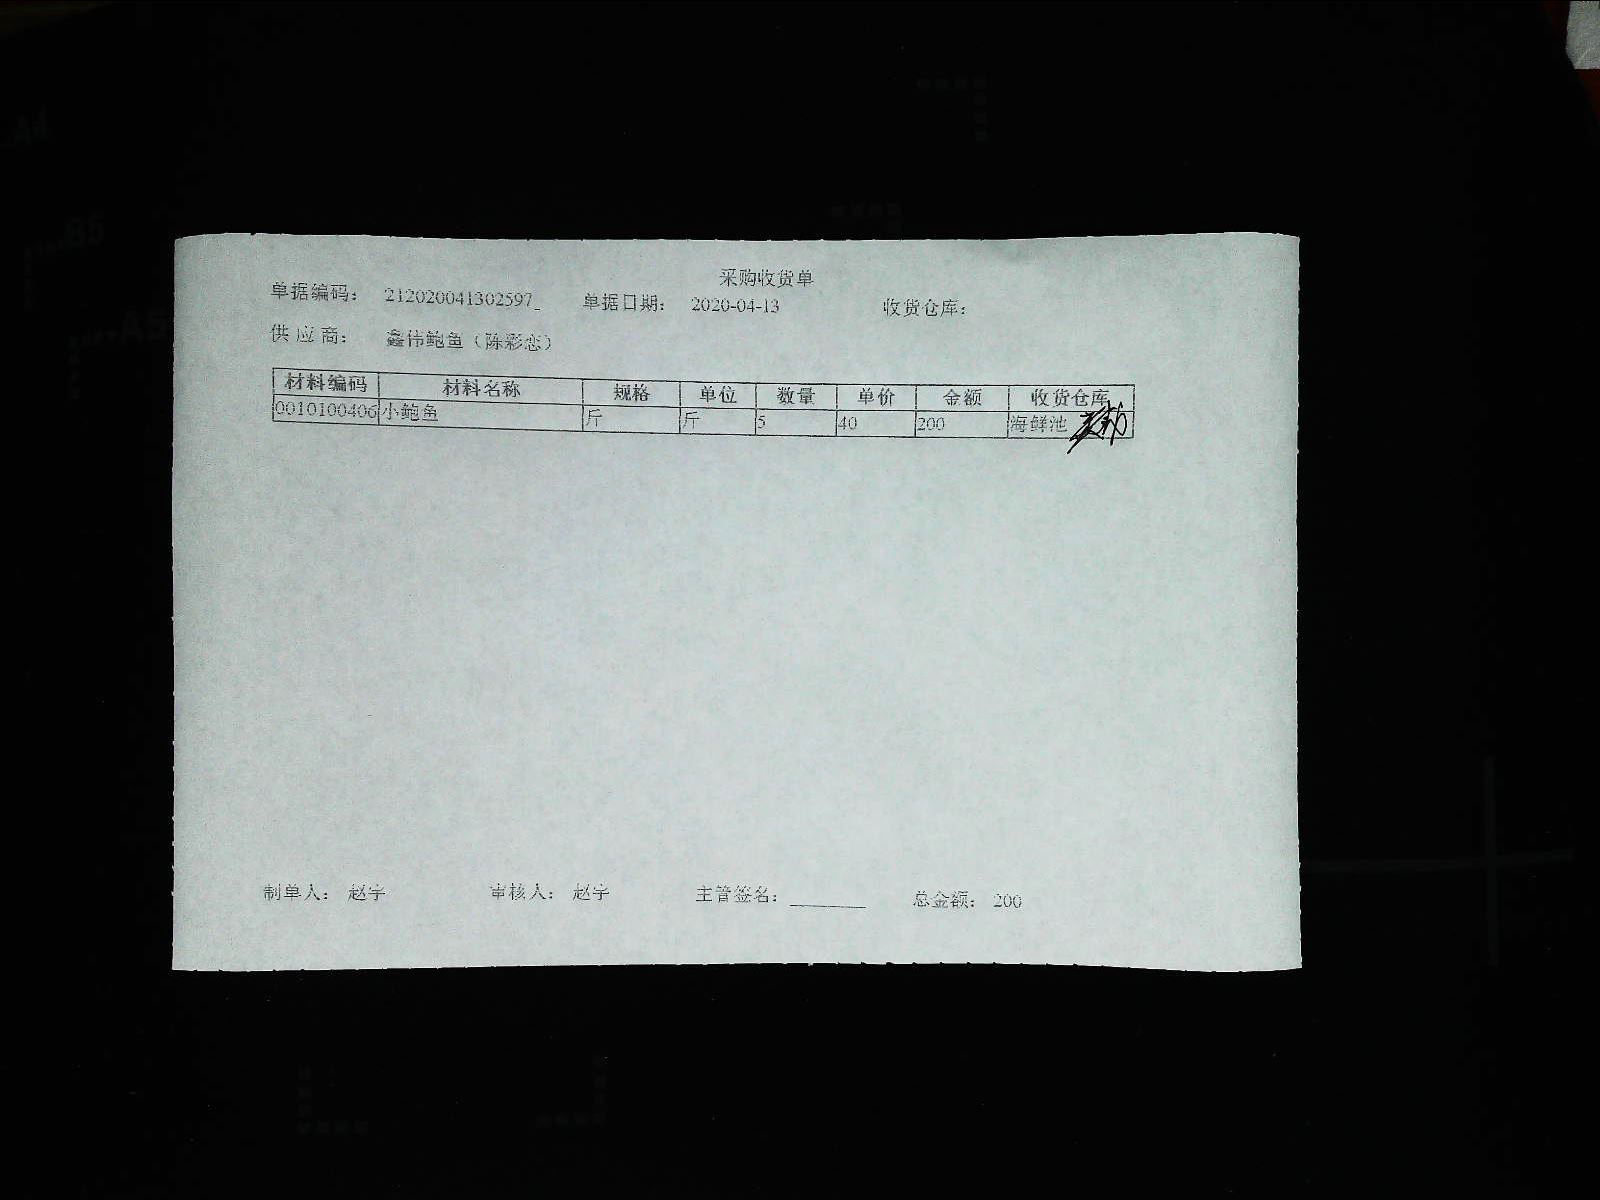 采购收货单
单据编码: 212020041302597_ 单据日期: 2020-04-13 收货仓库:
供应商: 鑫伟鲍鱼（陈彩恋）
材料编码 材料名称 规格 单位 数量 单价 金额 收货仓库
0010100406 小鲍鱼 斤 斤 5 40 200 海鲜池
制单人: 赵宇 审核人: 赵宇 主管签名: ________ 总金额: 200